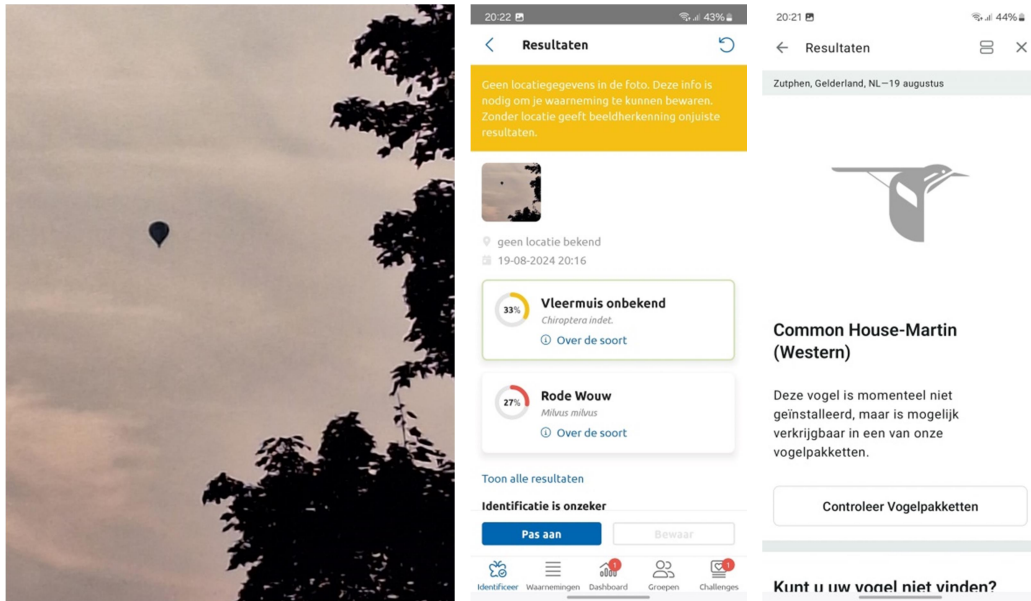 20:22
43%
Resultaten
Geen locatiegegevens in de foto. Deze info is
nodig om je waarneming te kunnen bewaren.
Zonder locatie geeft beeldherkenning onjuiste
resultaten.
geen locatie bekend
19-08-2024 20:16
33%
Vleermuis onbekend
Chiroptera indet.
Over de soort
27%
Rode Wouw
Milvus milvus
Over de soort
Toon alle resultaten
Identificatie is onzeker
Pas aan
Bewaar
1
1
Identificeer
Waarnemingen
Dashboard
Groepen
Challenges
20:21
44%
Resultaten
Zutphen, Gelderland, NL—19 augustus
Common House-Martin
(Western)
Deze vogel is momenteel niet
geïnstalleerd, maar is mogelijk
verkrijgbaar in een van onze
vogelpakketten.
Controleer Vogelpakketten
Kunt u uw vogel niet vinden?